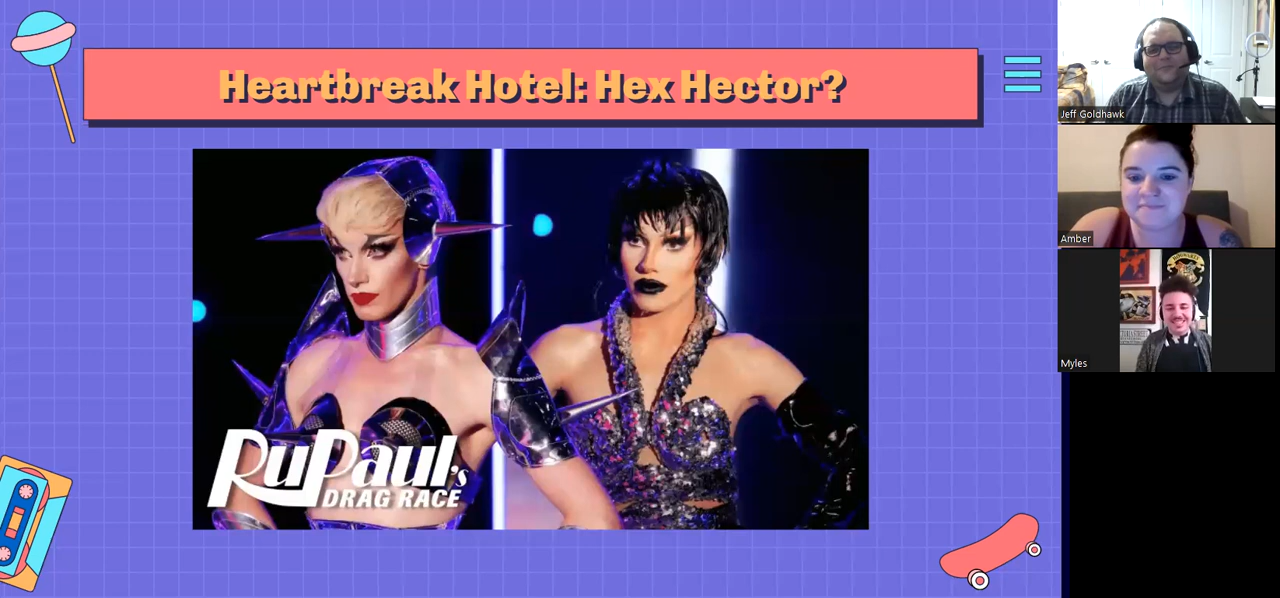 Heartbreak Hotel: Hex Hector?
RuPaul's
DRAG RACE
Jeff Goldhawk
Amber
Myles